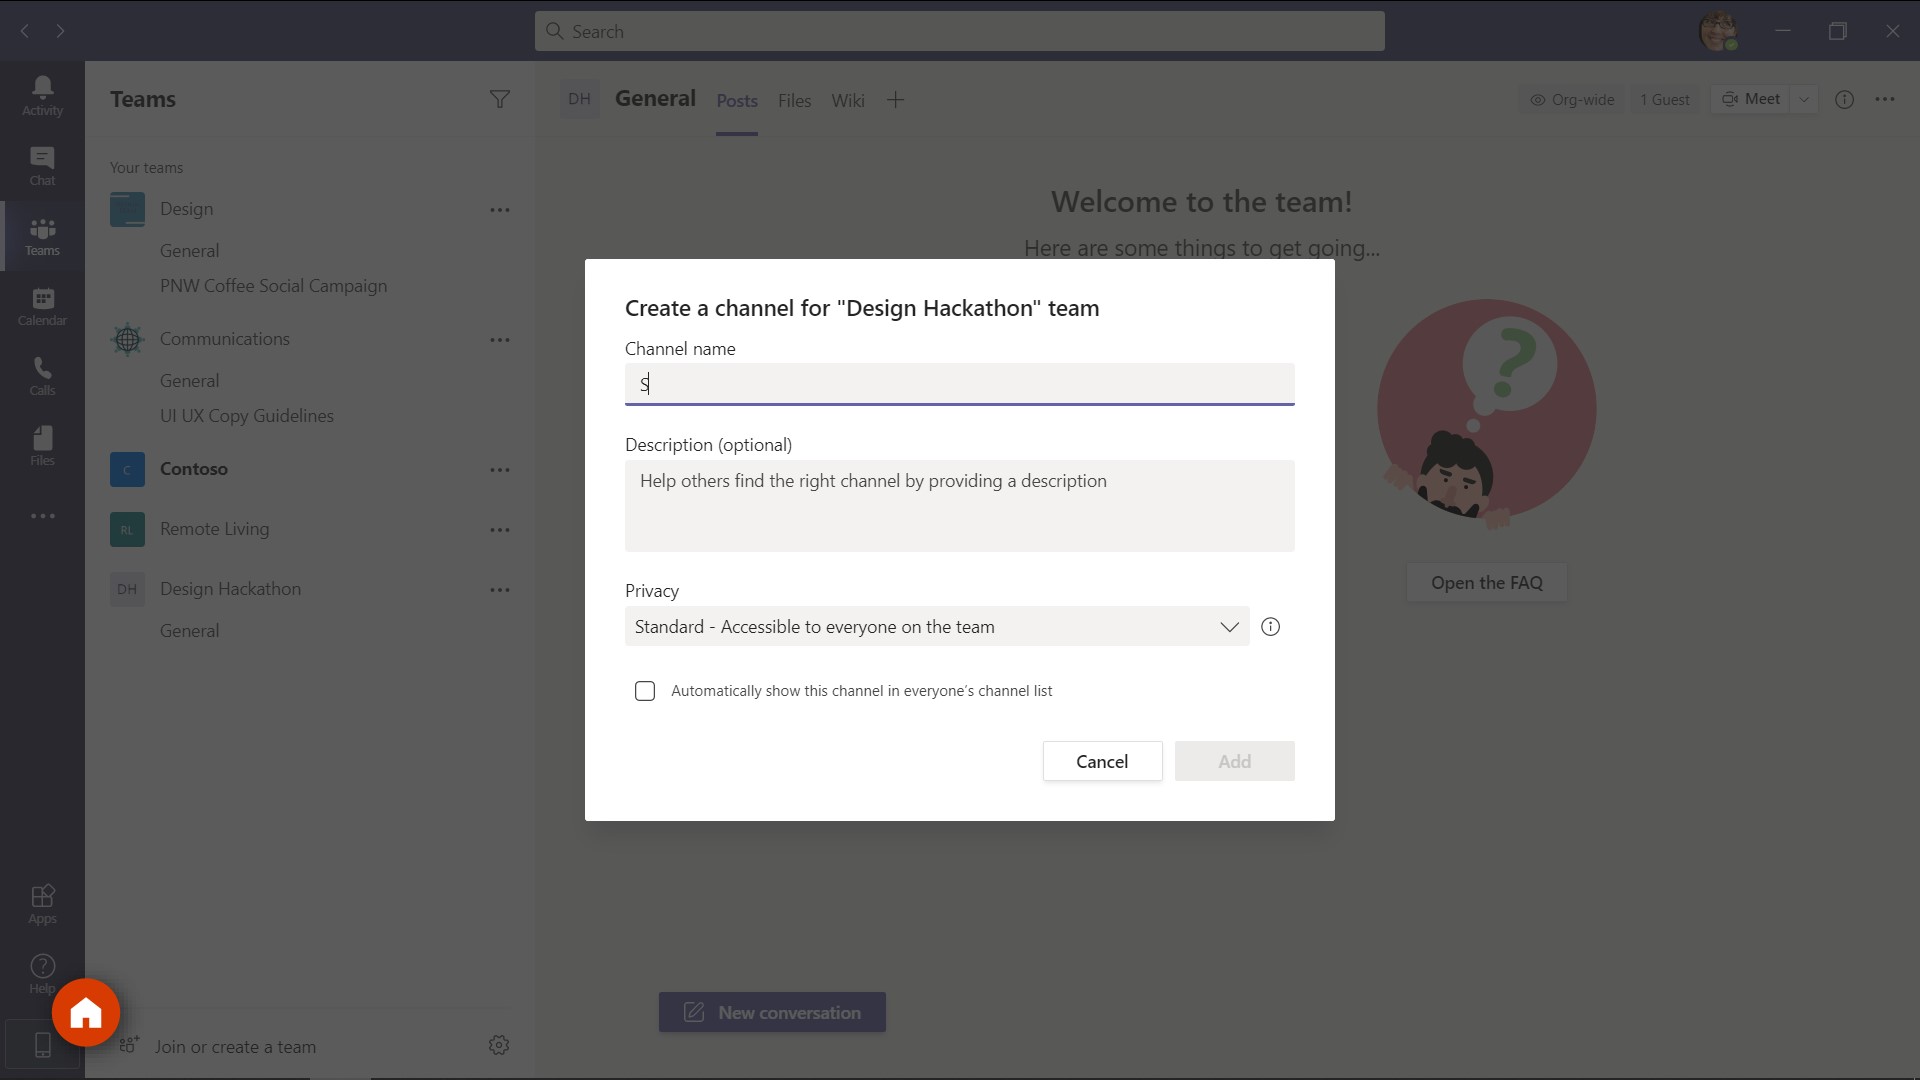 Search
Activity
Chat
Teams
Calendar
Calls
Files
Apps
Help
Teams
Your teams
Design
General
PNW Coffee Social Campaign
Communications
General
UI UX Copy Guidelines
C
Contoso
RL
Remote Living
DH
Design Hackathon
General
Join or create a team
DH
General
Posts
Files
Wiki
Org-wide
1 Guest
Meet
Welcome to the team!
Here are some things to get going...
Create a channel for "Design Hackathon" team
Channel name
S
Description (optional)
Help others find the right channel by providing a description
Privacy
Standard - Accessible to everyone on the team
Automatically show this channel in everyone's channel list
Cancel
Add
?
Open the FAQ
New conversation